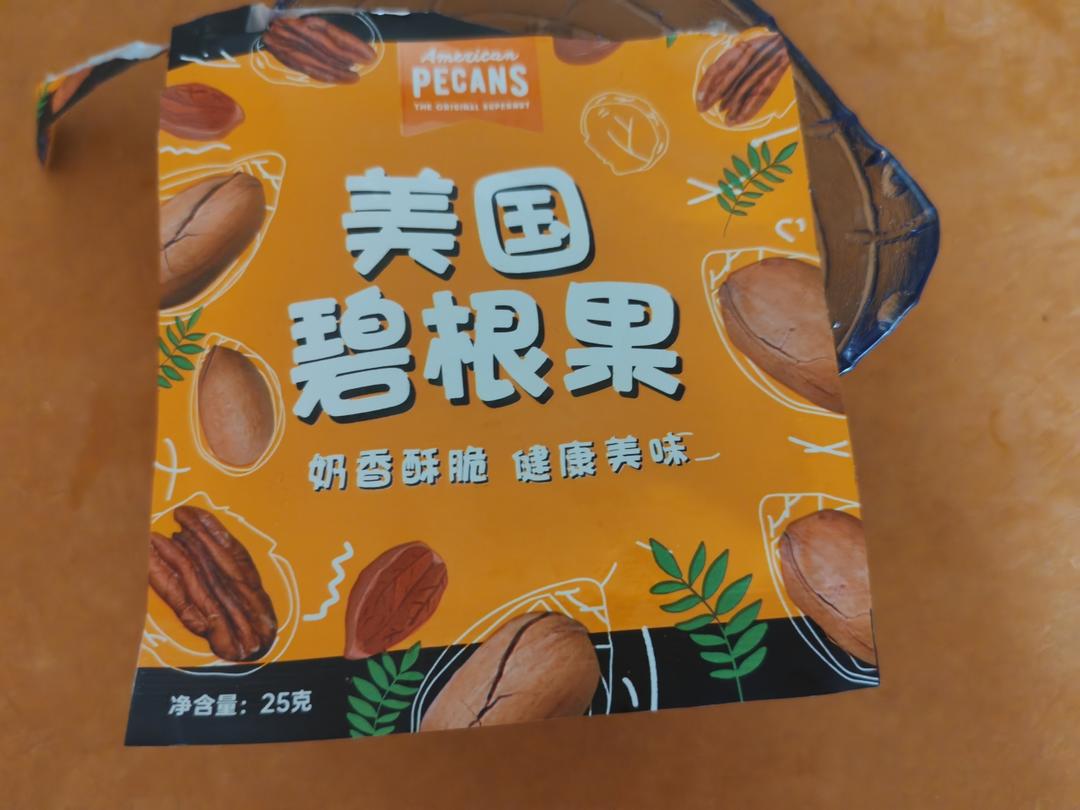 American
PECANS
THE ORIGINAL SUPERNUT
美国
碧根果
奶香酥脆 健康美味
净含量：25克